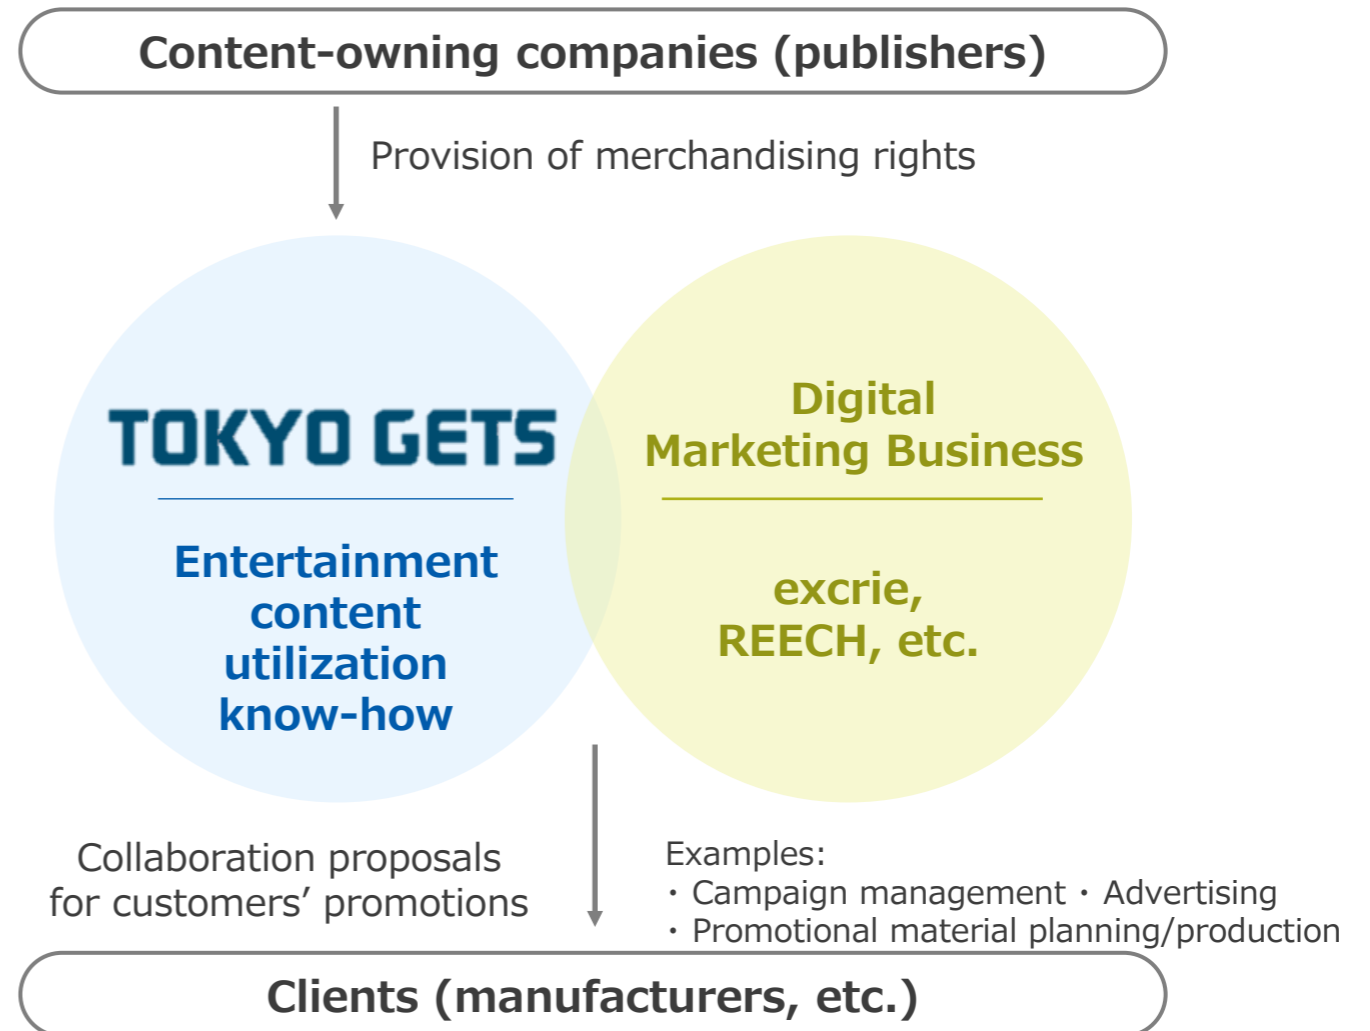 Content-owning companies (publishers)
Provision of merchandising rights
TOKYO GETS
Entertainment
content
utilization
know-how
Digital
Marketing Business
excrie,
REECH, etc.
Collaboration proposals
for customers’ promotions
Examples:
・Campaign management・Advertising
・Promotional material planning/production
Clients (manufacturers, etc.)